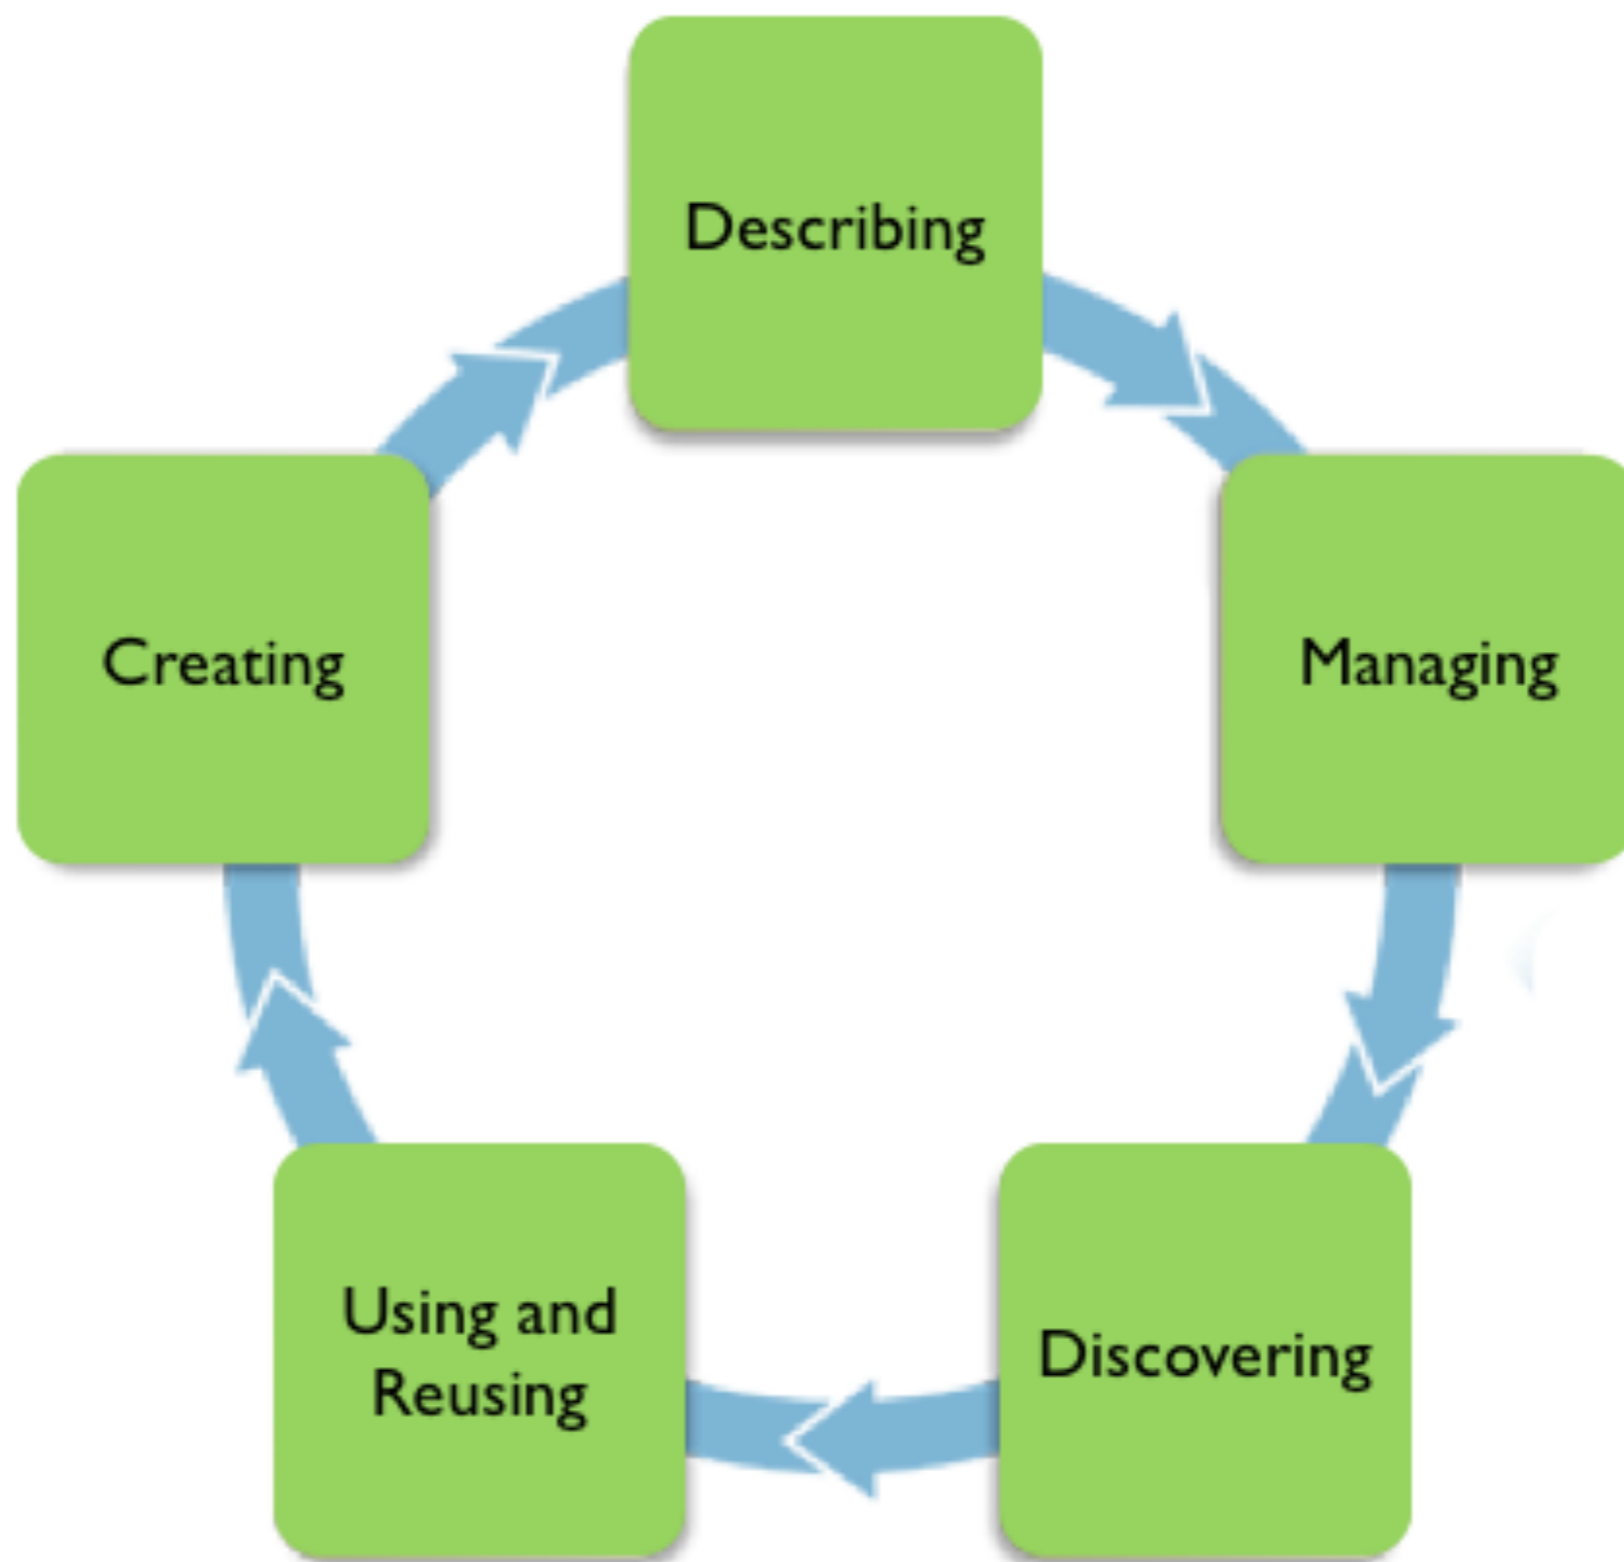 Describing
Creating
Managing
Using and
Reusing
Discovering